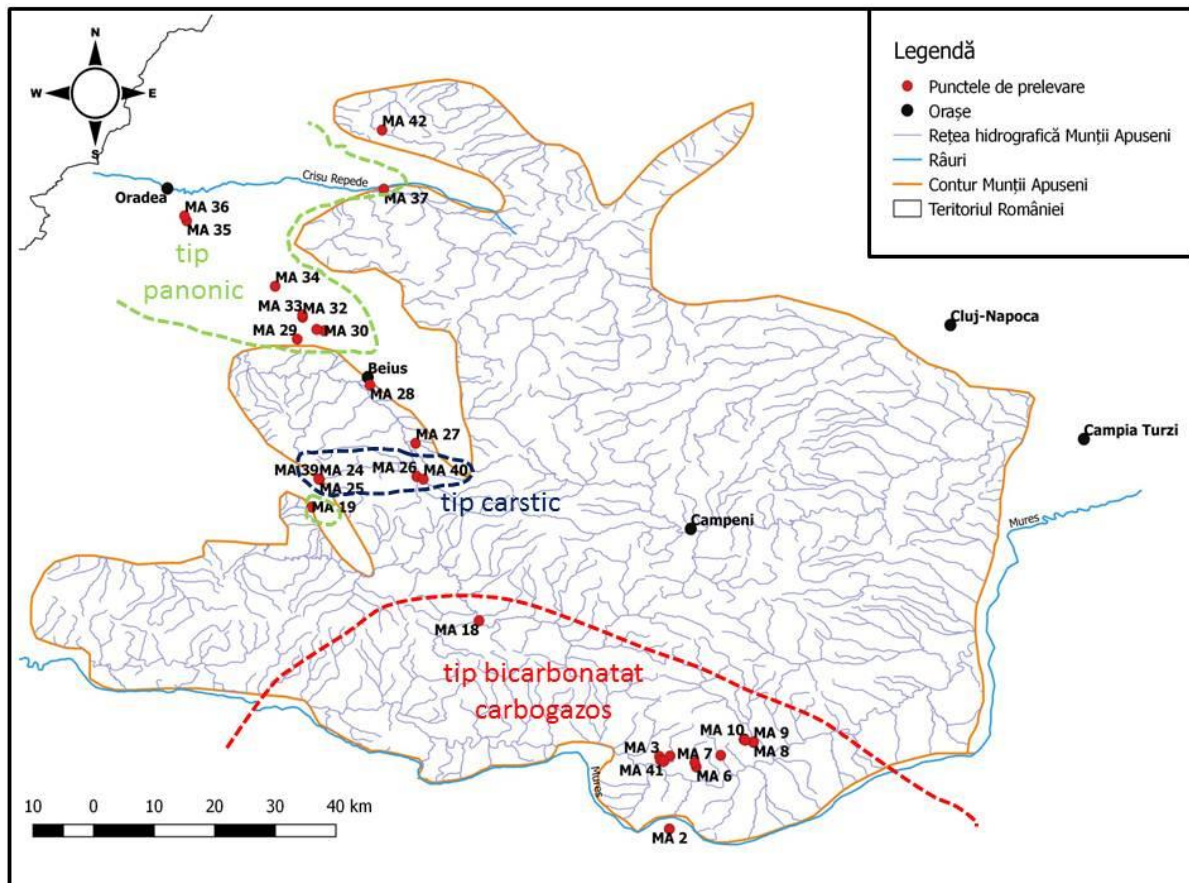 N
W
E
S
Legendă
Punctele de prelevare
Orașe
Rețea hidrografică Munții Apuseni
Râuri
Contur Munții Apuseni
Teritoriul României
MA 42
Crisu Repede
Oradea
MA 37
MA 36
MA 35
tip
panonic
MA 34
MA 33
MA 32
MA 29
MA 30
Cluj-Napoca
Beius
MA 28
Campia Turzi
MA 27
MA 39
MA 24
MA 26
MA 40
MA 25
tip carstic
MA 19
Campeni
Mures
MA 18
tip bicarbonatat
carbogazos
MA 10
MA 9
MA 3
MA 7
MA 8
MA 41
MA 6
Mures
MA 2
10 0 10 20 30 40 km